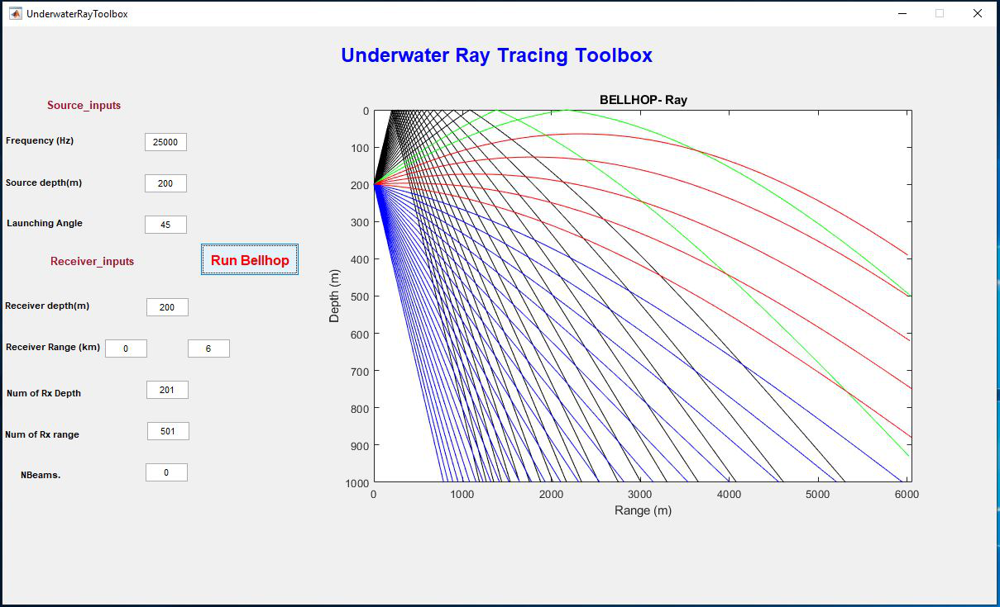 UnderwaterRayToolbox
Underwater Ray Tracing Toolbox
Source_inputs
Frequency (Hz) 25000
Source depth(m) 200
Launching Angle 45
Receiver_inputs
Run Bellhop
Receiver depth(m) 200
Receiver Range (km) 0 6
Num of Rx Depth 201
Num of Rx range 501
NBeams. 0
BELLHOP- Ray
Depth (m)
0
100
200
300
400
500
600
700
800
900
1000
0 1000 2000 3000 4000 5000 6000
Range (m)